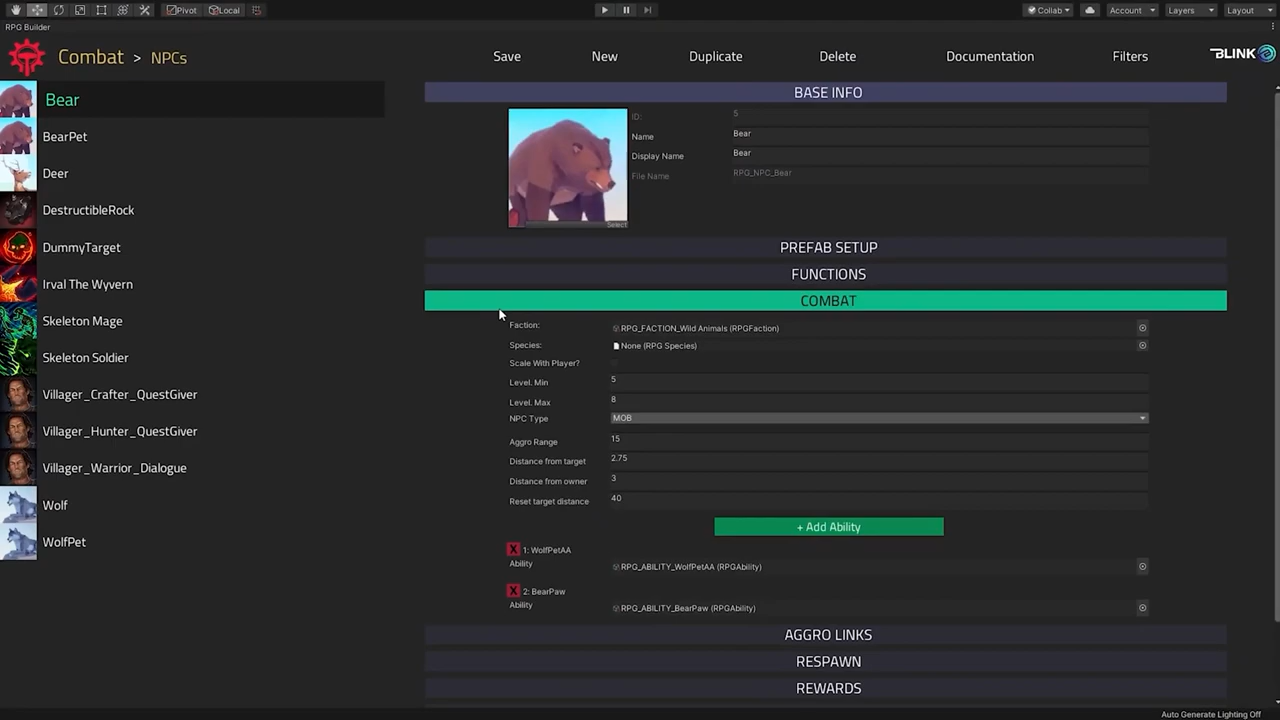 Pivot Local Collab Account Layers Layout
RPG Builder
Combat > NPCs Save New Duplicate Delete Documentation Filters BLINK
Bear
BearPet
Deer
DestructibleRock
DummyTarget
Irval The Wyvern
Skeleton Mage
Skeleton Soldier
Villager_Crafter_QuestGiver
Villager_Hunter_QuestGiver
Villager_Warrior_Dialogue
Wolf
WolfPet
BASE INFO
Select
ID: 5
Name Bear
Display Name Bear
File Name RPG_NPC_Bear
PREFAB SETUP
FUNCTIONS
COMBAT
Faction: RPG_FACTION_Wild Animals (RPGFaction)
Species: None (RPG Species)
Scale With Player?
Level. Min 5
Level. Max 8
NPC Type MOB
Aggro Range 15
Distance from target 2.75
Distance from owner 3
Reset target distance 40
+ Add Ability
X 1: WolfPetAA
Ability RPG_ABILITY_WolfPetAA (RPGAbility)
X 2: BearPaw
Ability RPG_ABILITY_BearPaw (RPGAbility)
AGGRO LINKS
RESPAWN
REWARDS
Auto Generate Lighting Off